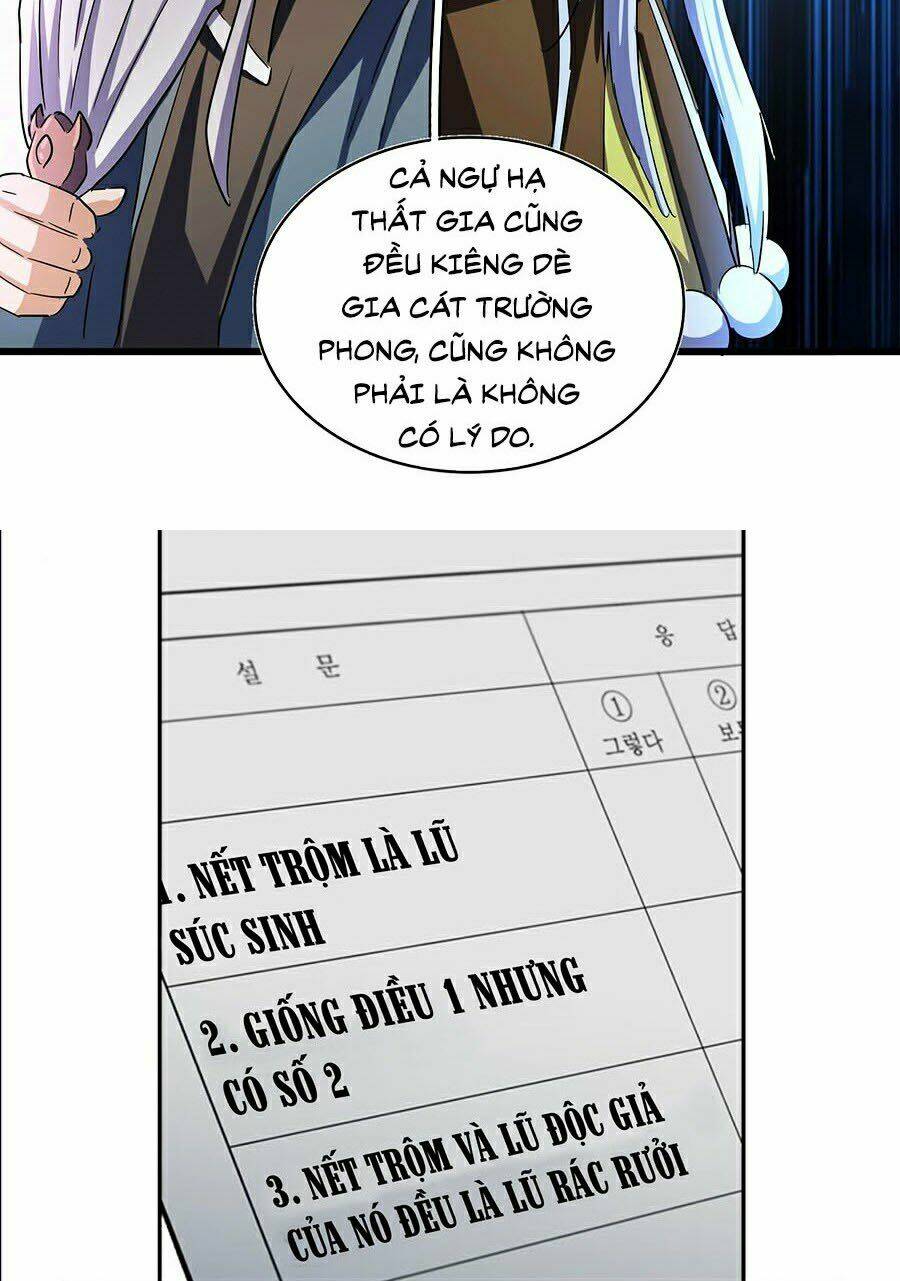 CẢ NGỰ HẠ
THẤT GIA CŨNG
ĐỀU KIÊNG DÈ
GIA CÁT TRƯỜNG
PHONG, CŨNG KHÔNG
PHẢI LÀ KHÔNG
CÓ LÝ DO.
설 문
응 답
① ②
그렇다 보
1. NẾT TRỘM LÀ LŨ
SÚC SINH
2. GIỐNG ĐIỀU 1 NHƯNG
CÓ SỐ 2
3. NẾT TRỘM VÀ LŨ ĐỘC GIẢ
CỦA NÓ ĐỀU LÀ LŨ RÁC RƯỞI